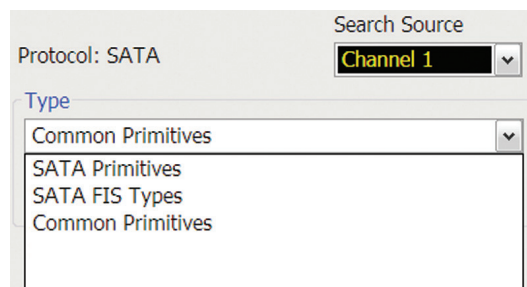 Search Source
Protocol: SATA
Channel 1
Type
Common Primitives
SATA Primitives
SATA FIS Types
Common Primitives